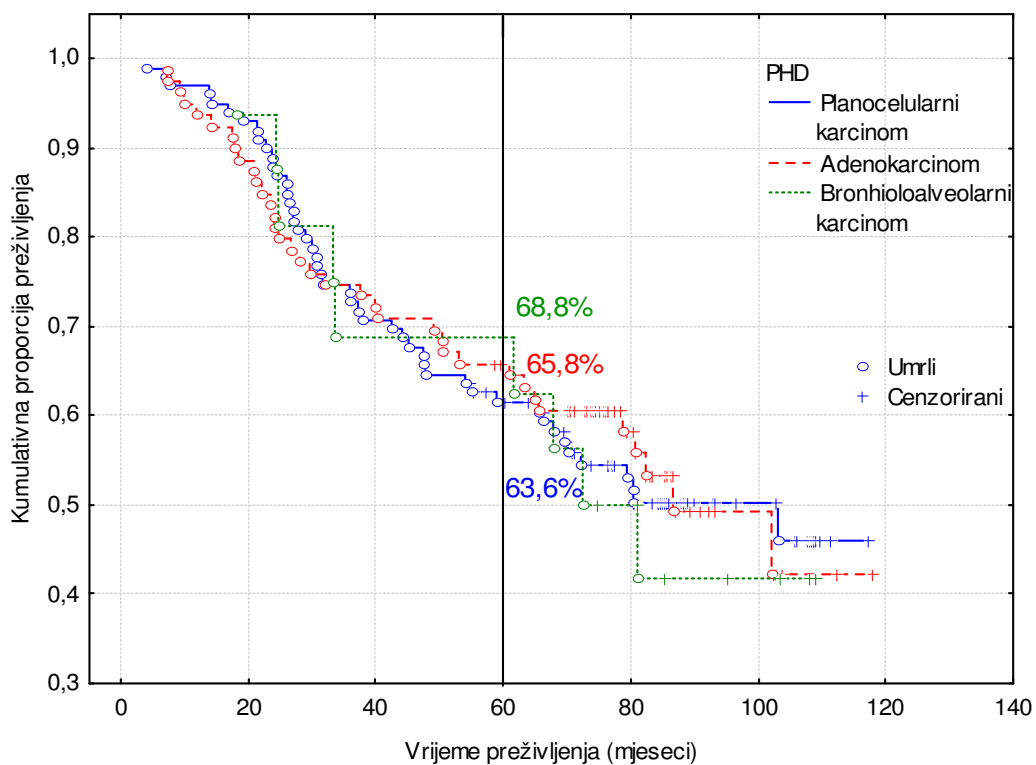 1,0
0,9
0,8
0,7
0,6
0,5
0,4
0,3
Kumulativna proporcija preživljenja
PHD
Planocelularni
karcinom
Adenokarcinom
Bronhioloalveolarni
karcinom
68,8%
65,8%
63,6%
Umrli
Cenzorirani
0 20 40 60 80 100 120 140
Vrijeme preživljenja (mjeseci)